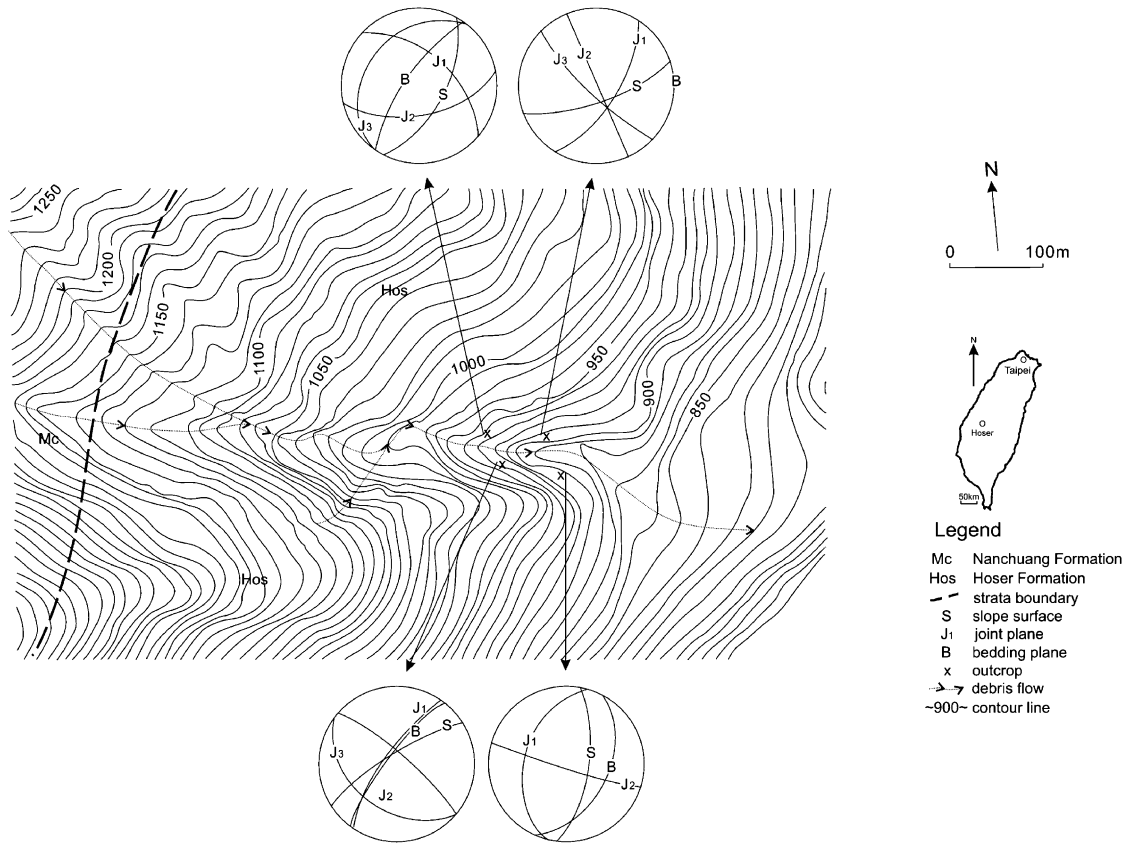 J1
B
S
J2
J3
J1
J2
J3
S
B
1250
1200
1150
Hos
1100
1050
1000
950
900
850
Mc
Hos
x
x
x
x
N
0 100m
N
Taipei
Hoser
50km
J1
B
S
J3
J2
J1
S
B
J2
Legend
Mc Nanchuang Formation
Hos Hoser Formation
strata boundary
S slope surface
J1 joint plane
B bedding plane
x outcrop
debris flow
~900~ contour line